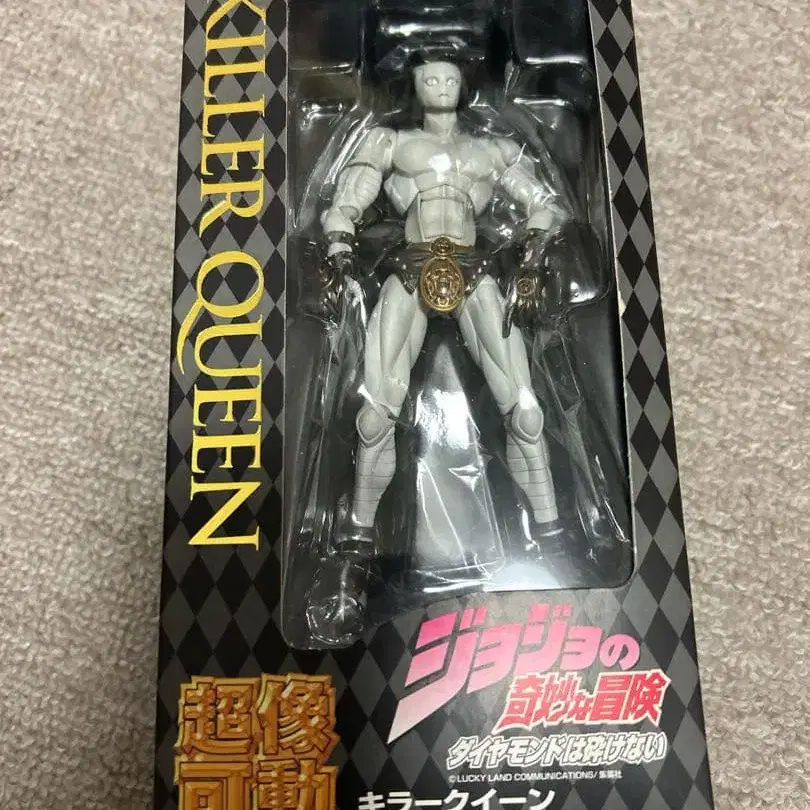 KILLER QUEEN
ジョジョの
奇妙な冒険
ダイヤモンドは砕けない
©LUCKY LAND COMMUNICATIONS/集英社
超像
可動
キラークイーン